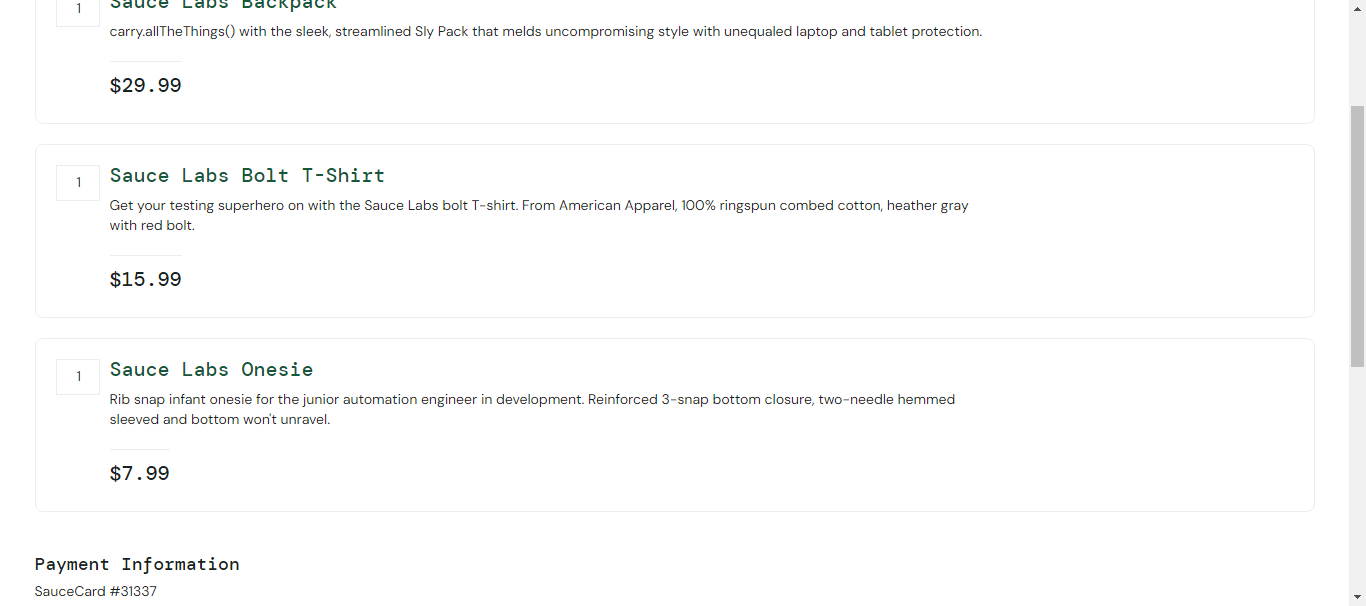 1
Sauce Labs Backpack
carry.allTheThings() with the sleek, streamlined Sly Pack that melds uncompromising style with unequaled laptop and tablet protection.
$29.99
1
Sauce Labs Bolt T-Shirt
Get your testing superhero on with the Sauce Labs bolt T-shirt. From American Apparel, 100% ringspun combed cotton, heather gray
with red bolt.
$15.99
1
Sauce Labs Onesie
Rib snap infant onesie for the junior automation engineer in development. Reinforced 3-snap bottom closure, two-needle hemmed
sleeved and bottom won't unravel.
$7.99
Payment Information
SauceCard #31337